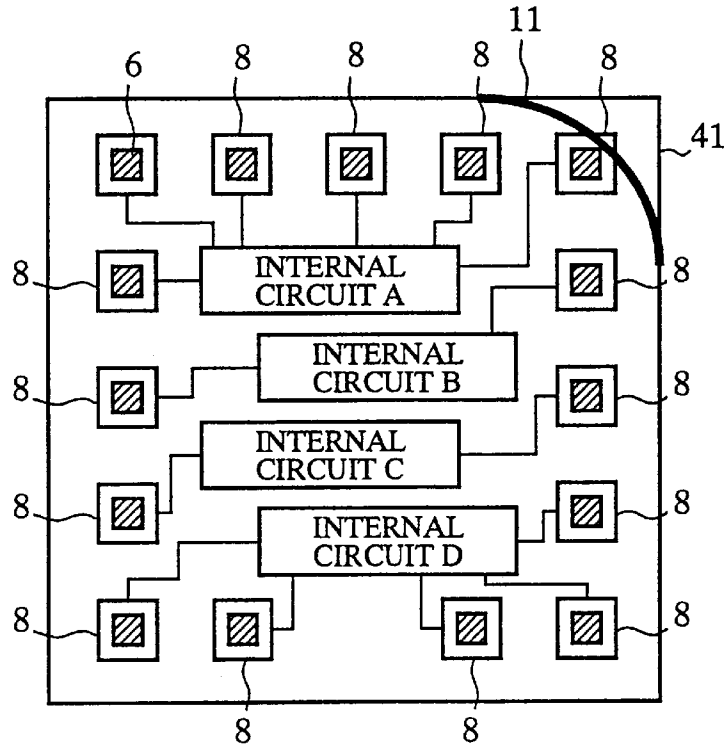 6 8 8 8 11 8
41
8 INTERNAL CIRCUIT A 8
8 INTERNAL CIRCUIT B 8
8 INTERNAL CIRCUIT C 8
8 INTERNAL CIRCUIT D 8
8 8
8 8